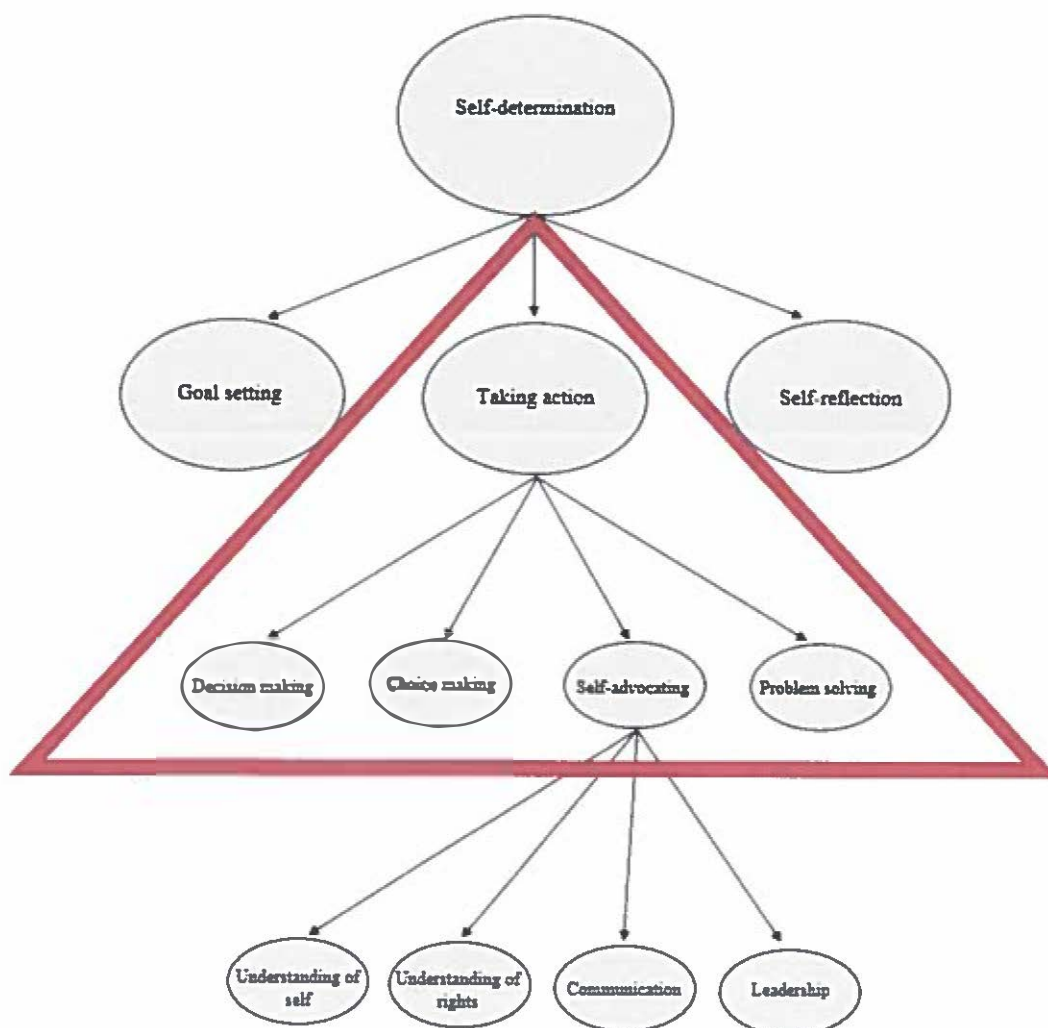 Self-determination
Goal setting
Taking action
Self-reflection
Decision making
Choice making
Self-advocating
Problem solving
Understanding of
self
Understanding of
rights
Communication
Leadership